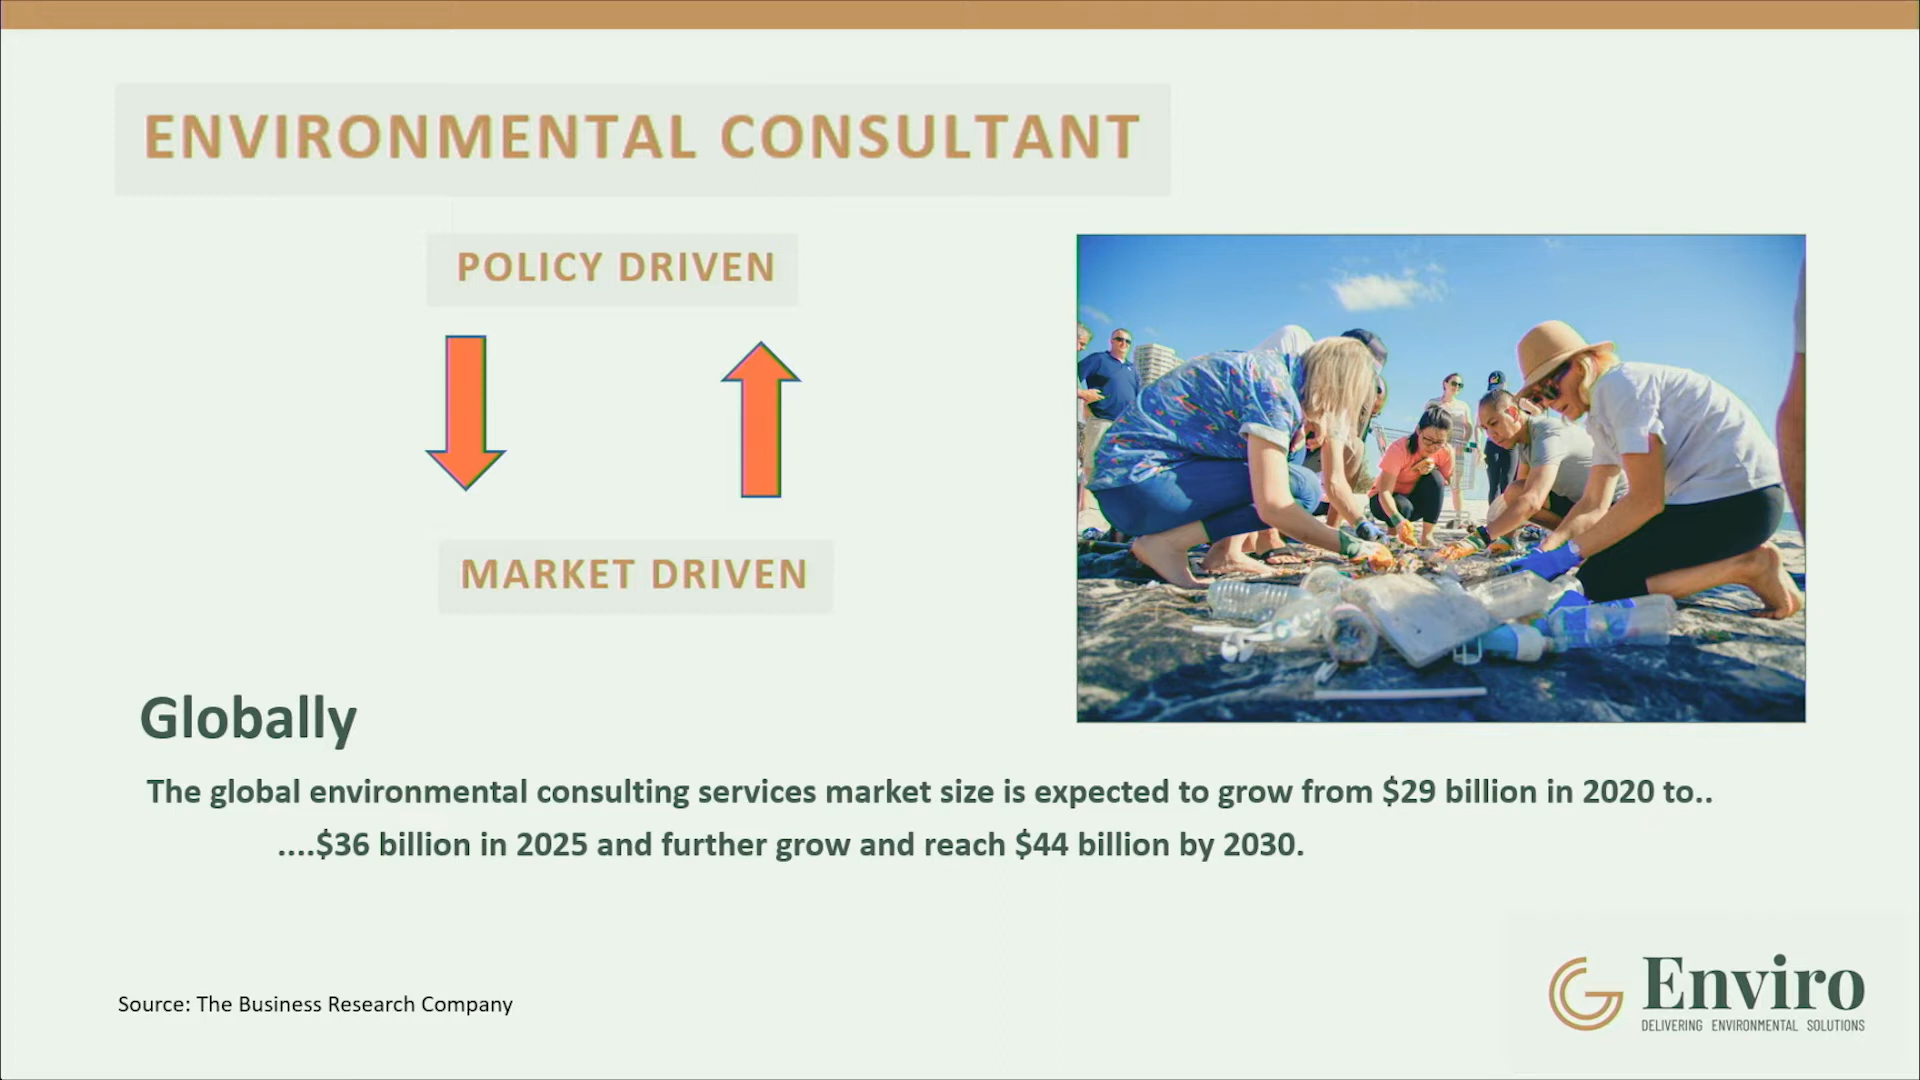 ENVIRONMENTAL CONSULTANT
POLICY DRIVEN
MARKET DRIVEN
Globally
The global environmental consulting services market size is expected to grow from $29 billion in 2020 to..
....$36 billion in 2025 and further grow and reach $44 billion by 2030.
Source: The Business Research Company
G Enviro
DELIVERING ENVIRONMENTAL SOLUTIONS